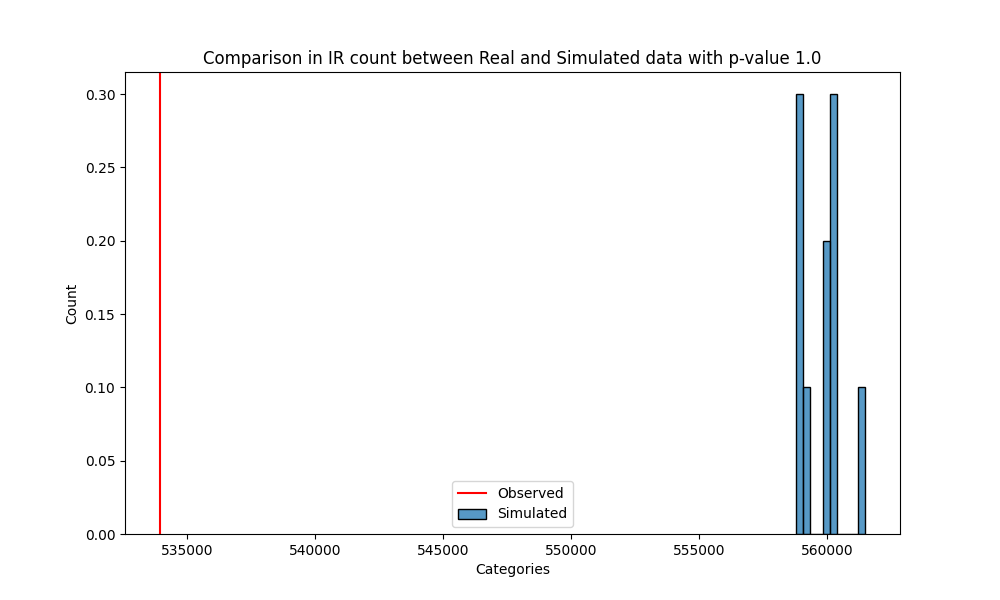 Comparison in IR count between Real and Simulated data with p-value 1.0
0.30
0.25
0.20
0.15
0.10
0.05
0.00
Count
Observed
Simulated
535000 540000 545000 550000 555000 560000
Categories